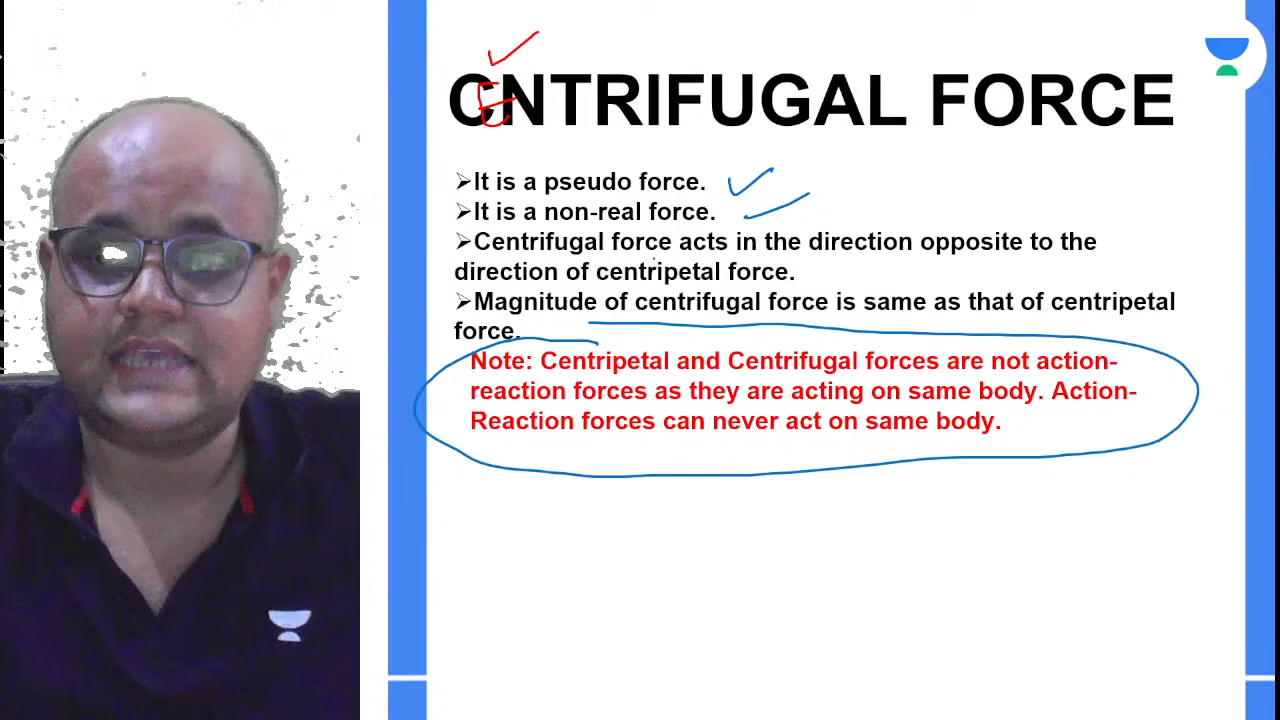 CENTRIFUGAL FORCE
➢It is a pseudo force.
➢It is a non-real force.
➢Centrifugal force acts in the direction opposite to the
direction of centripetal force.
➢Magnitude of centrifugal force is same as that of centripetal
force.
Note: Centripetal and Centrifugal forces are not action-
reaction forces as they are acting on same body. Action-
Reaction forces can never act on same body.